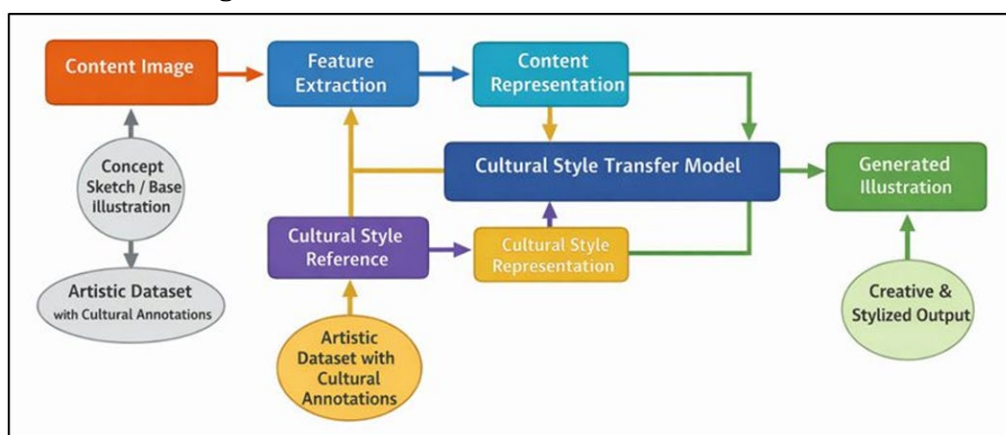 Content Image
Feature
Extraction
Content
Representation
Concept
Sketch / Base
illustration
Cultural Style Transfer Model
Generated
Illustration
Cultural Style
Reference
Cultural Style
Representation
Artistic Dataset
with Cultural Annotations
Artistic
Dataset with
Cultural
Annotations
Creative &
Stylized Output